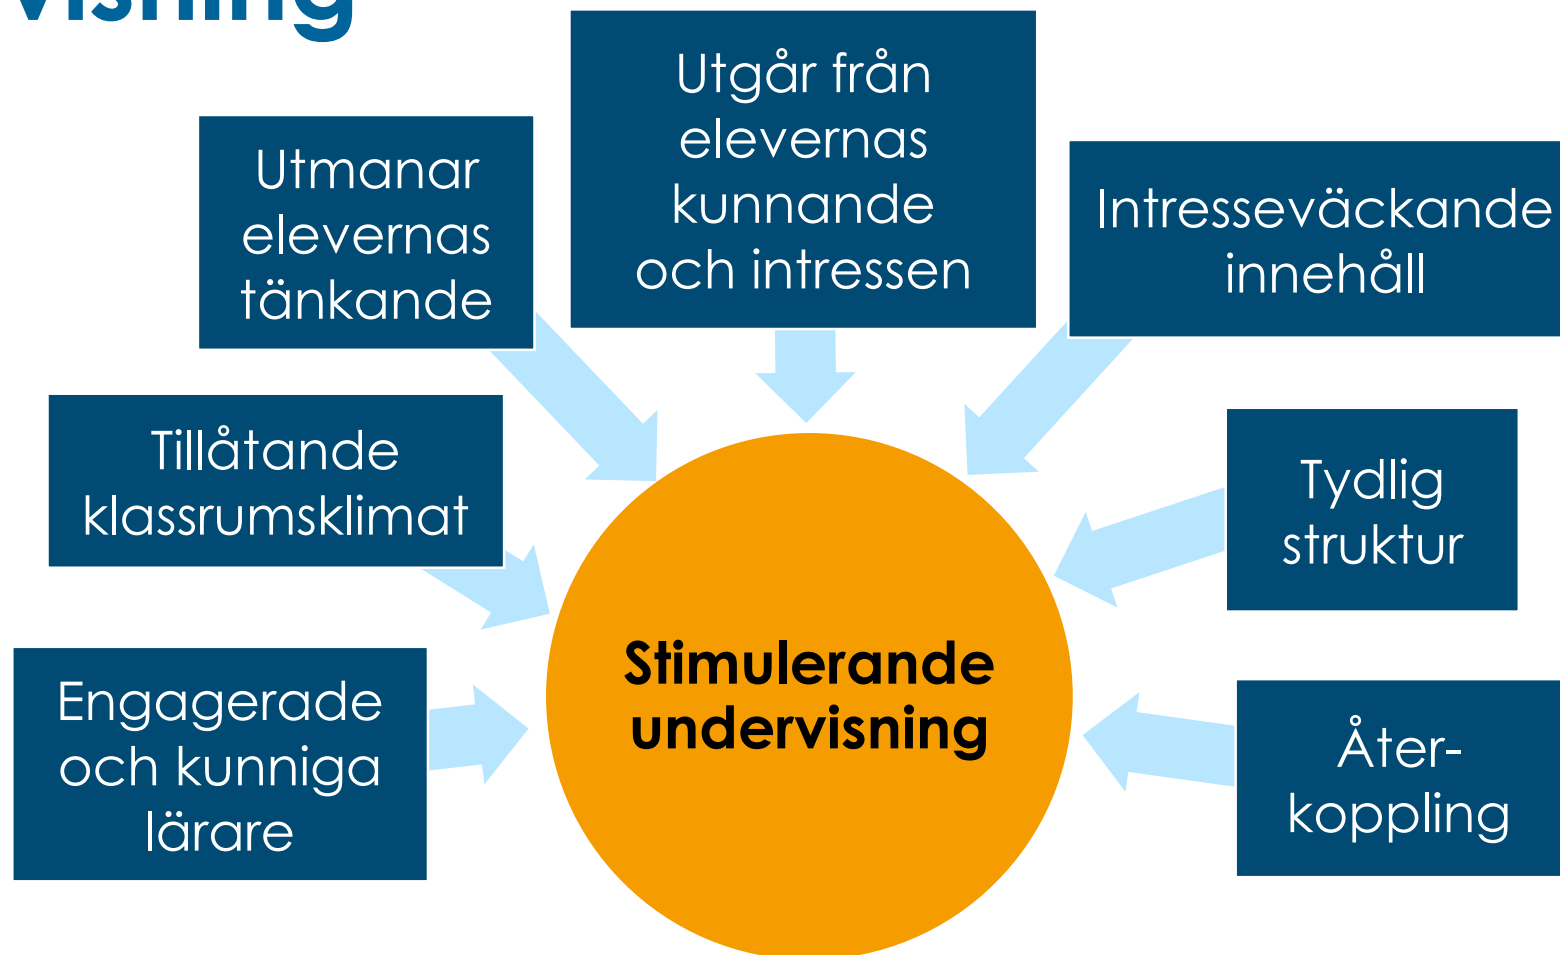 visning
Utgår från
elevernas
kunnande
och intressen
Utmanar
elevernas
tänkande
Intresseväckande
innehåll
Tillåtande
klassrumsklimat
Tydlig
struktur
Stimulerande
undervisning
Engagerade
och kunniga
lärare
Åter-
koppling